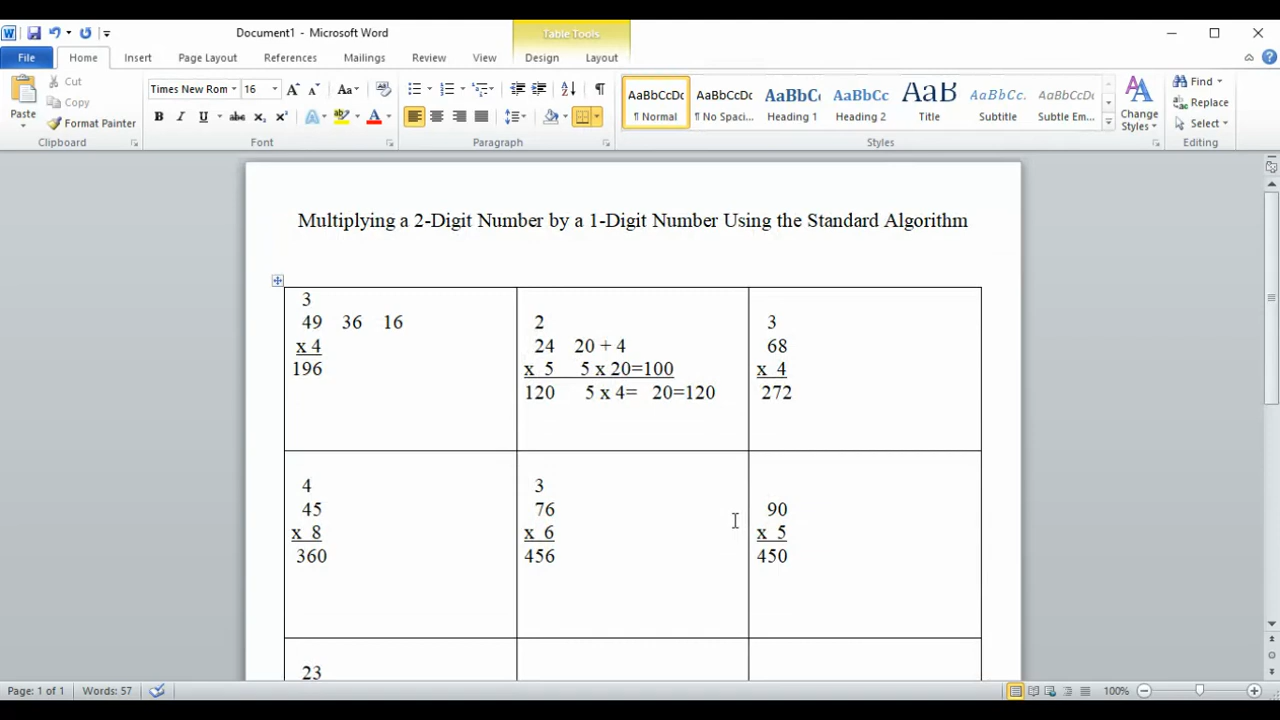 Document1 - Microsoft Word
Table Tools
File Home Insert Page Layout References Mailings Review View Design Layout
Paste
Cut
Copy
Format Painter
Clipboard
Times New Rom 16
B I U abc x₂ x² A
Font
Paragraph
AaBbCcDc AaBbCcDc AaBbC AaBbCc AaB AaBbCc. AaBbCcDc
¶ Normal ¶ No Spaci... Heading 1 Heading 2 Title Subtitle Subtle Em...
Styles
Change Styles
Find
Replace
Select
Editing
Multiplying a 2-Digit Number by a 1-Digit Number Using the Standard Algorithm
3
49 36 16
x 4
196
2
24 20 + 4
x 5 5 x 20=100
120 5 x 4= 20=120
3
68
x 4
272
4
45
x 8
360
3
76
x 6
456
90
x 5
450
23
Page: 1 of 1 Words: 57 100%